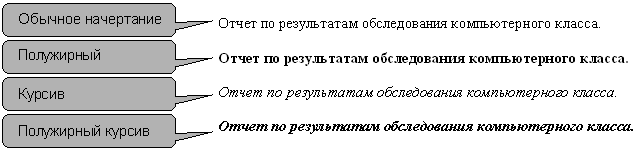 Обычное начертание
Отчет по результатам обследования компьютерного класса.
Полужирный
Отчет по результатам обследования компьютерного класса.
Курсив
Отчет по результатам обследования компьютерного класса.
Полужирный курсив
Отчет по результатам обследования компьютерного класса.